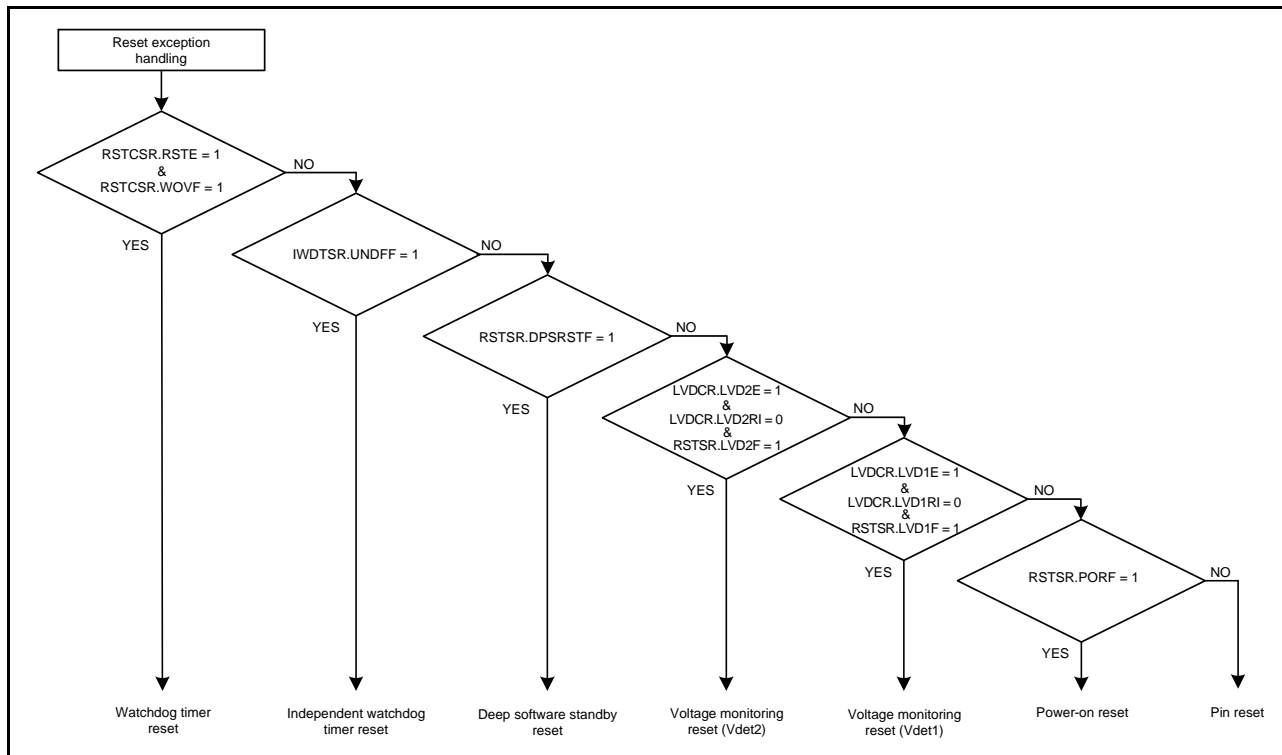 Reset exception
handling
RSTCSR.RSTE = 1
&
RSTCSR.WOVF = 1
NO
YES
IWDTSR.UNDFF = 1
NO
YES
RSTSR.DPSRSTF = 1
NO
YES
LVDCR.LVD2E = 1
&
LVDCR.LVD2RI = 0
&
RSTSR.LVD2F = 1
NO
YES
LVDCR.LVD1E = 1
&
LVDCR.LVD1RI = 0
&
RSTSR.LVD1F = 1
NO
YES
RSTSR.PORF = 1
NO
YES
Watchdog timer
reset
Independent watchdog
timer reset
Deep software standby
reset
Voltage monitoring
reset (Vdet2)
Voltage monitoring
reset (Vdet1)
Power-on reset
Pin reset